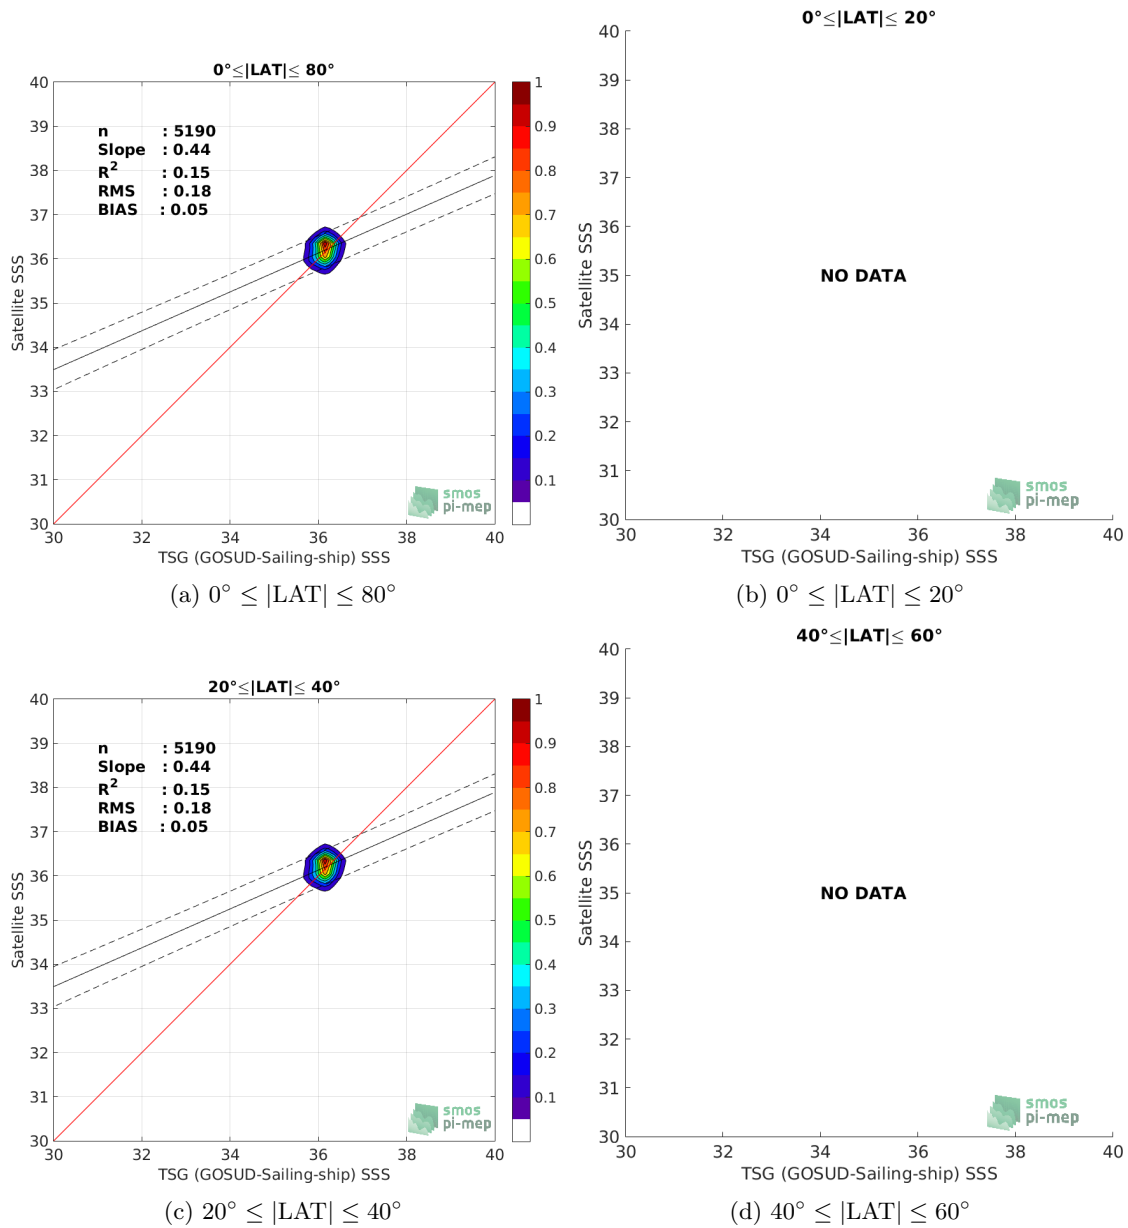 0°≤|LAT|≤ 80°
40
39
38
37
36
35
34
33
32
31
30
Satellite SSS
n : 5190
Slope : 0.44
R² : 0.15
RMS : 0.18
BIAS : 0.05
smos
pi-mep
30 32 34 36 38 40
TSG (GOSUD-Sailing-ship) SSS
1
0.9
0.8
0.7
0.6
0.5
0.4
0.3
0.2
0.1
(a) 0° ≤ |LAT| ≤ 80°
0°≤|LAT|≤ 20°
40
39
38
37
36
35
34
33
32
31
30
Satellite SSS
NO DATA
smos
pi-mep
30 32 34 36 38 40
TSG (GOSUD-Sailing-ship) SSS
(b) 0° ≤ |LAT| ≤ 20°
20°≤|LAT|≤ 40°
40
39
38
37
36
35
34
33
32
31
30
Satellite SSS
n : 5190
Slope : 0.44
R² : 0.15
RMS : 0.18
BIAS : 0.05
smos
pi-mep
30 32 34 36 38 40
TSG (GOSUD-Sailing-ship) SSS
1
0.9
0.8
0.7
0.6
0.5
0.4
0.3
0.2
0.1
(c) 20° ≤ |LAT| ≤ 40°
40°≤|LAT|≤ 60°
40
39
38
37
36
35
34
33
32
31
30
Satellite SSS
NO DATA
smos
pi-mep
30 32 34 36 38 40
TSG (GOSUD-Sailing-ship) SSS
(d) 40° ≤ |LAT| ≤ 60°